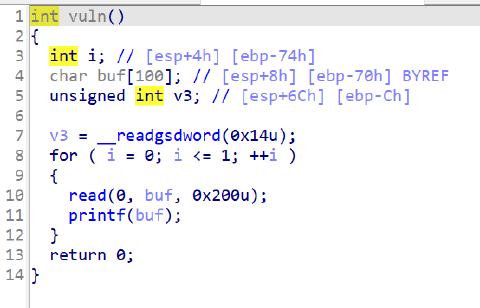 1 int vuln()
2 {
3   int i; // [esp+4h] [ebp-74h]
4   char buf[100]; // [esp+8h] [ebp-70h] BYREF
5   unsigned int v3; // [esp+6Ch] [ebp-Ch]
6
7   v3 = __readgsdword(0x14u);
8   for ( i = 0; i <= 1; ++i )
9   {
10     read(0, buf, 0x200u);
11     printf(buf);
12   }
13   return 0;
14 }